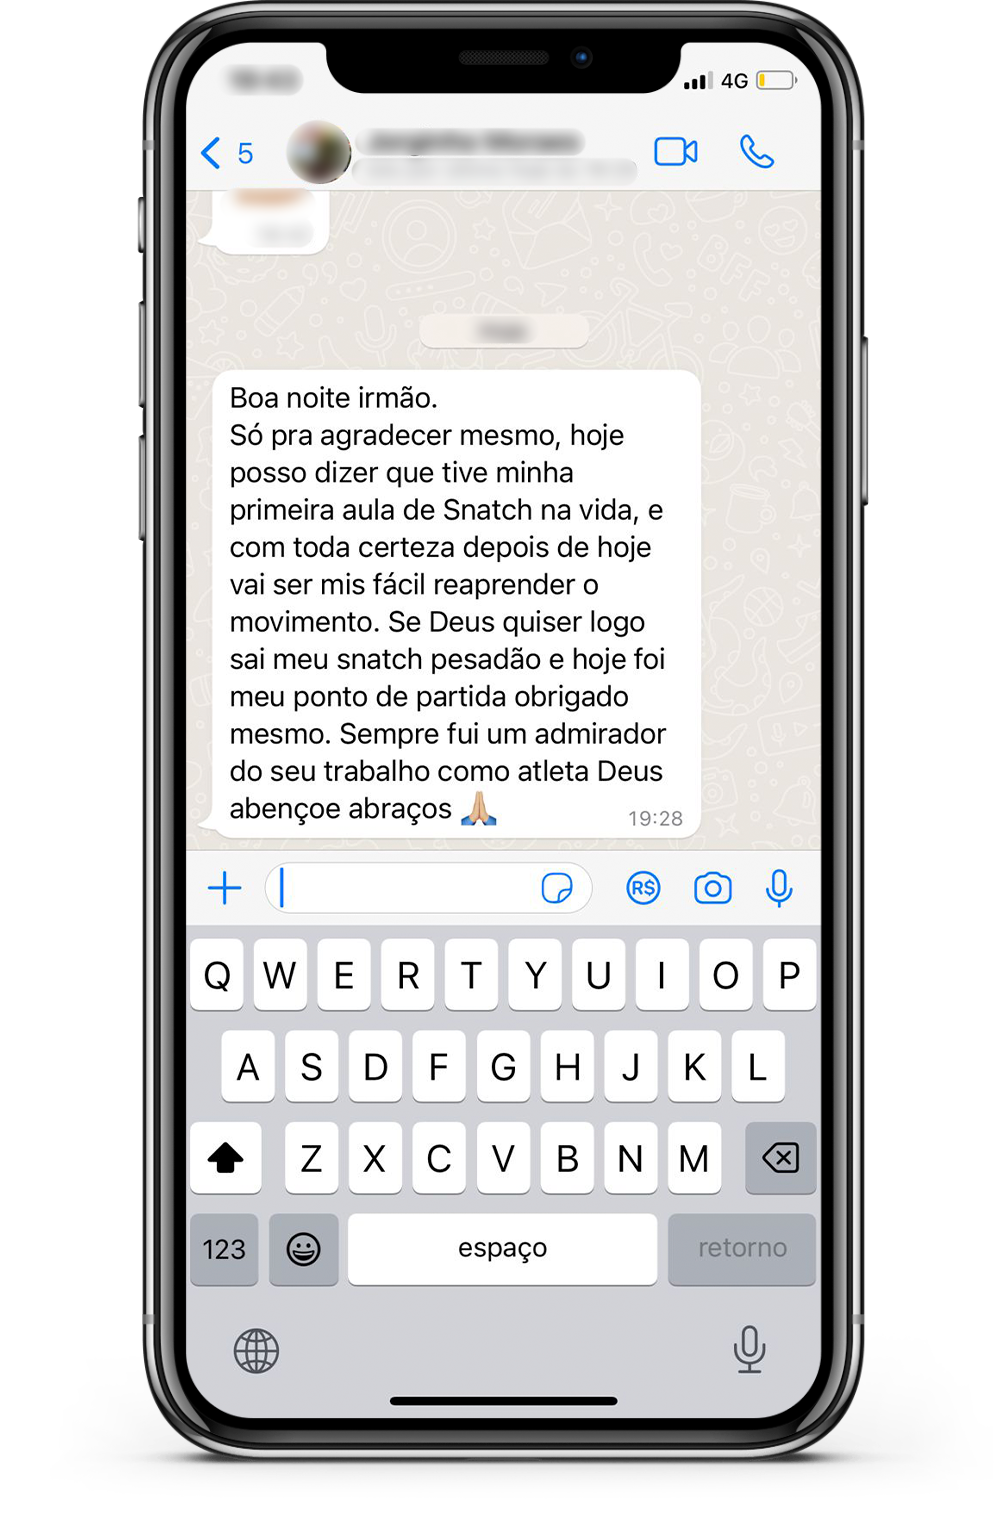 4G
5
Boa noite irmão.
Só pra agradecer mesmo, hoje
posso dizer que tive minha
primeira aula de Snatch na vida, e
com toda certeza depois de hoje
vai ser mis fácil reaprender o
movimento. Se Deus quiser logo
sai meu snatch pesadão e hoje foi
meu ponto de partida obrigado
mesmo. Sempre fui um admirador
do seu trabalho como atleta Deus
abençoe abraços 🙏🏼
19:28
R$
Q W E R T Y U I O P
A S D F G H J K L
Z X C V B N M
123 espaço retorno